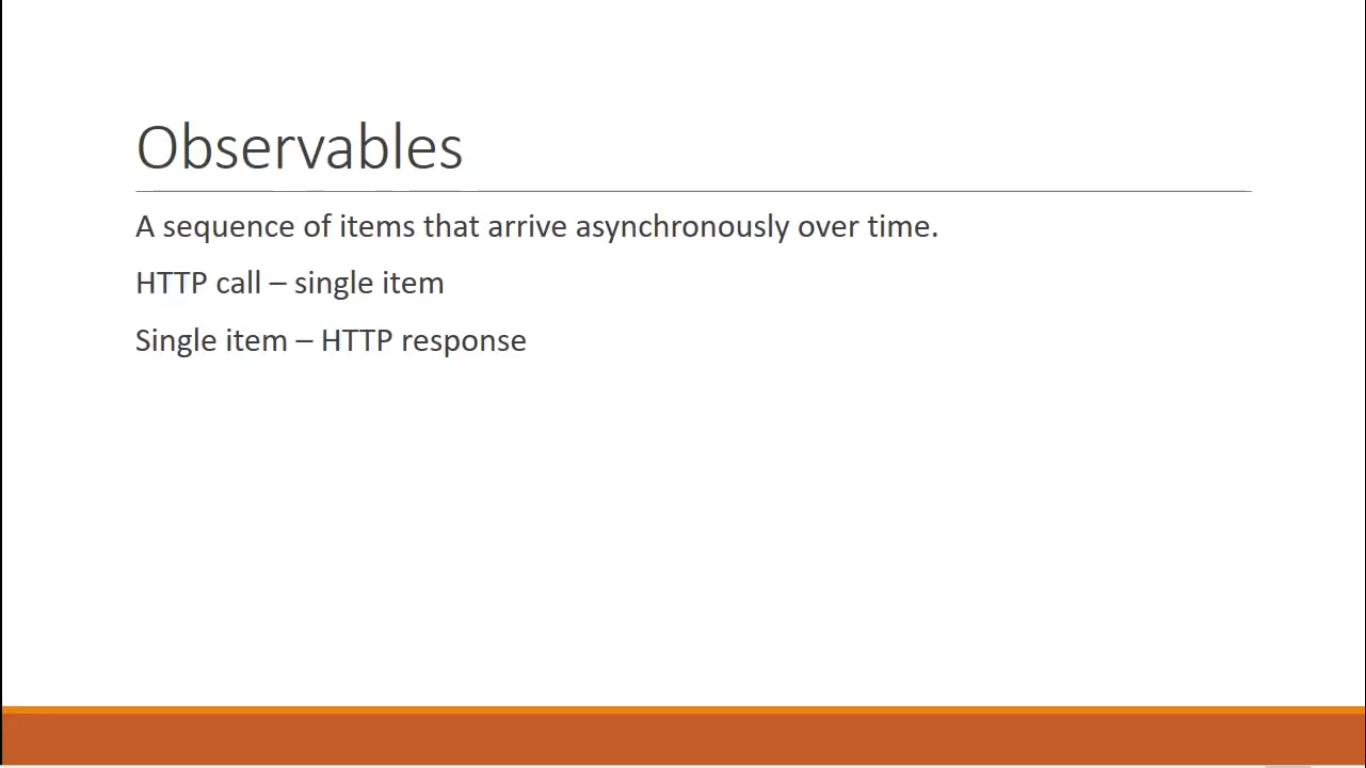 Observables
A sequence of items that arrive asynchronously over time.
HTTP call – single item
Single item – HTTP response